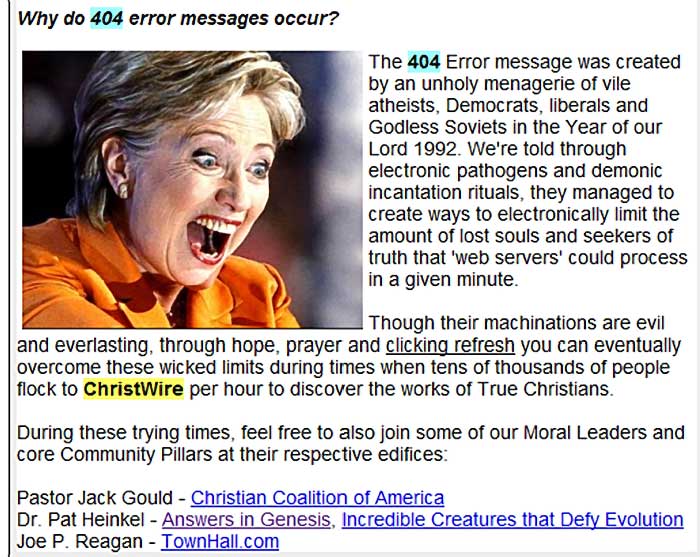 Why do 404 error messages occur?
The 404 Error message was created
by an unholy menagerie of vile
atheists, Democrats, liberals and
Godless Soviets in the Year of our
Lord 1992. We're told through
electronic pathogens and demonic
incantation rituals, they managed to
create ways to electronically limit the
amount of lost souls and seekers of
truth that 'web servers' could process
in a given minute.
Though their machinations are evil
and everlasting, through hope, prayer and clicking refresh you can eventually
overcome these wicked limits during times when tens of thousands of people
flock to ChristWire per hour to discover the works of True Christians.
During these trying times, feel free to also join some of our Moral Leaders and
core Community Pillars at their respective edifices:
Pastor Jack Gould - Christian Coalition of America
Dr. Pat Heinkel - Answers in Genesis, Incredible Creatures that Defy Evolution
Joe P. Reagan - TownHall.com